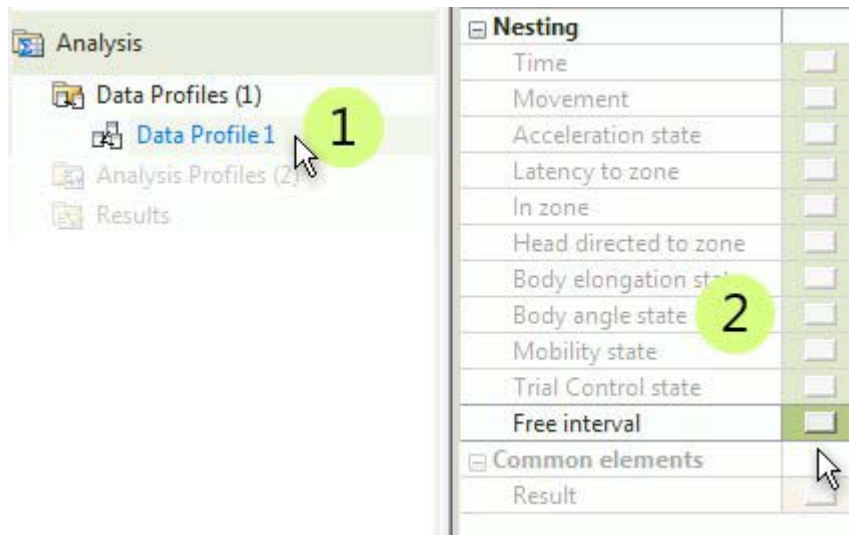 Analysis
Data Profiles (1)
Data Profile 1
1
Analysis Profiles (2)
Results
Nesting
Time
Movement
Acceleration state
Latency to zone
In zone
Head directed to zone
Body elongation
Body angle state
2
Mobility state
Trial Control state
Free interval
Common elements
Result